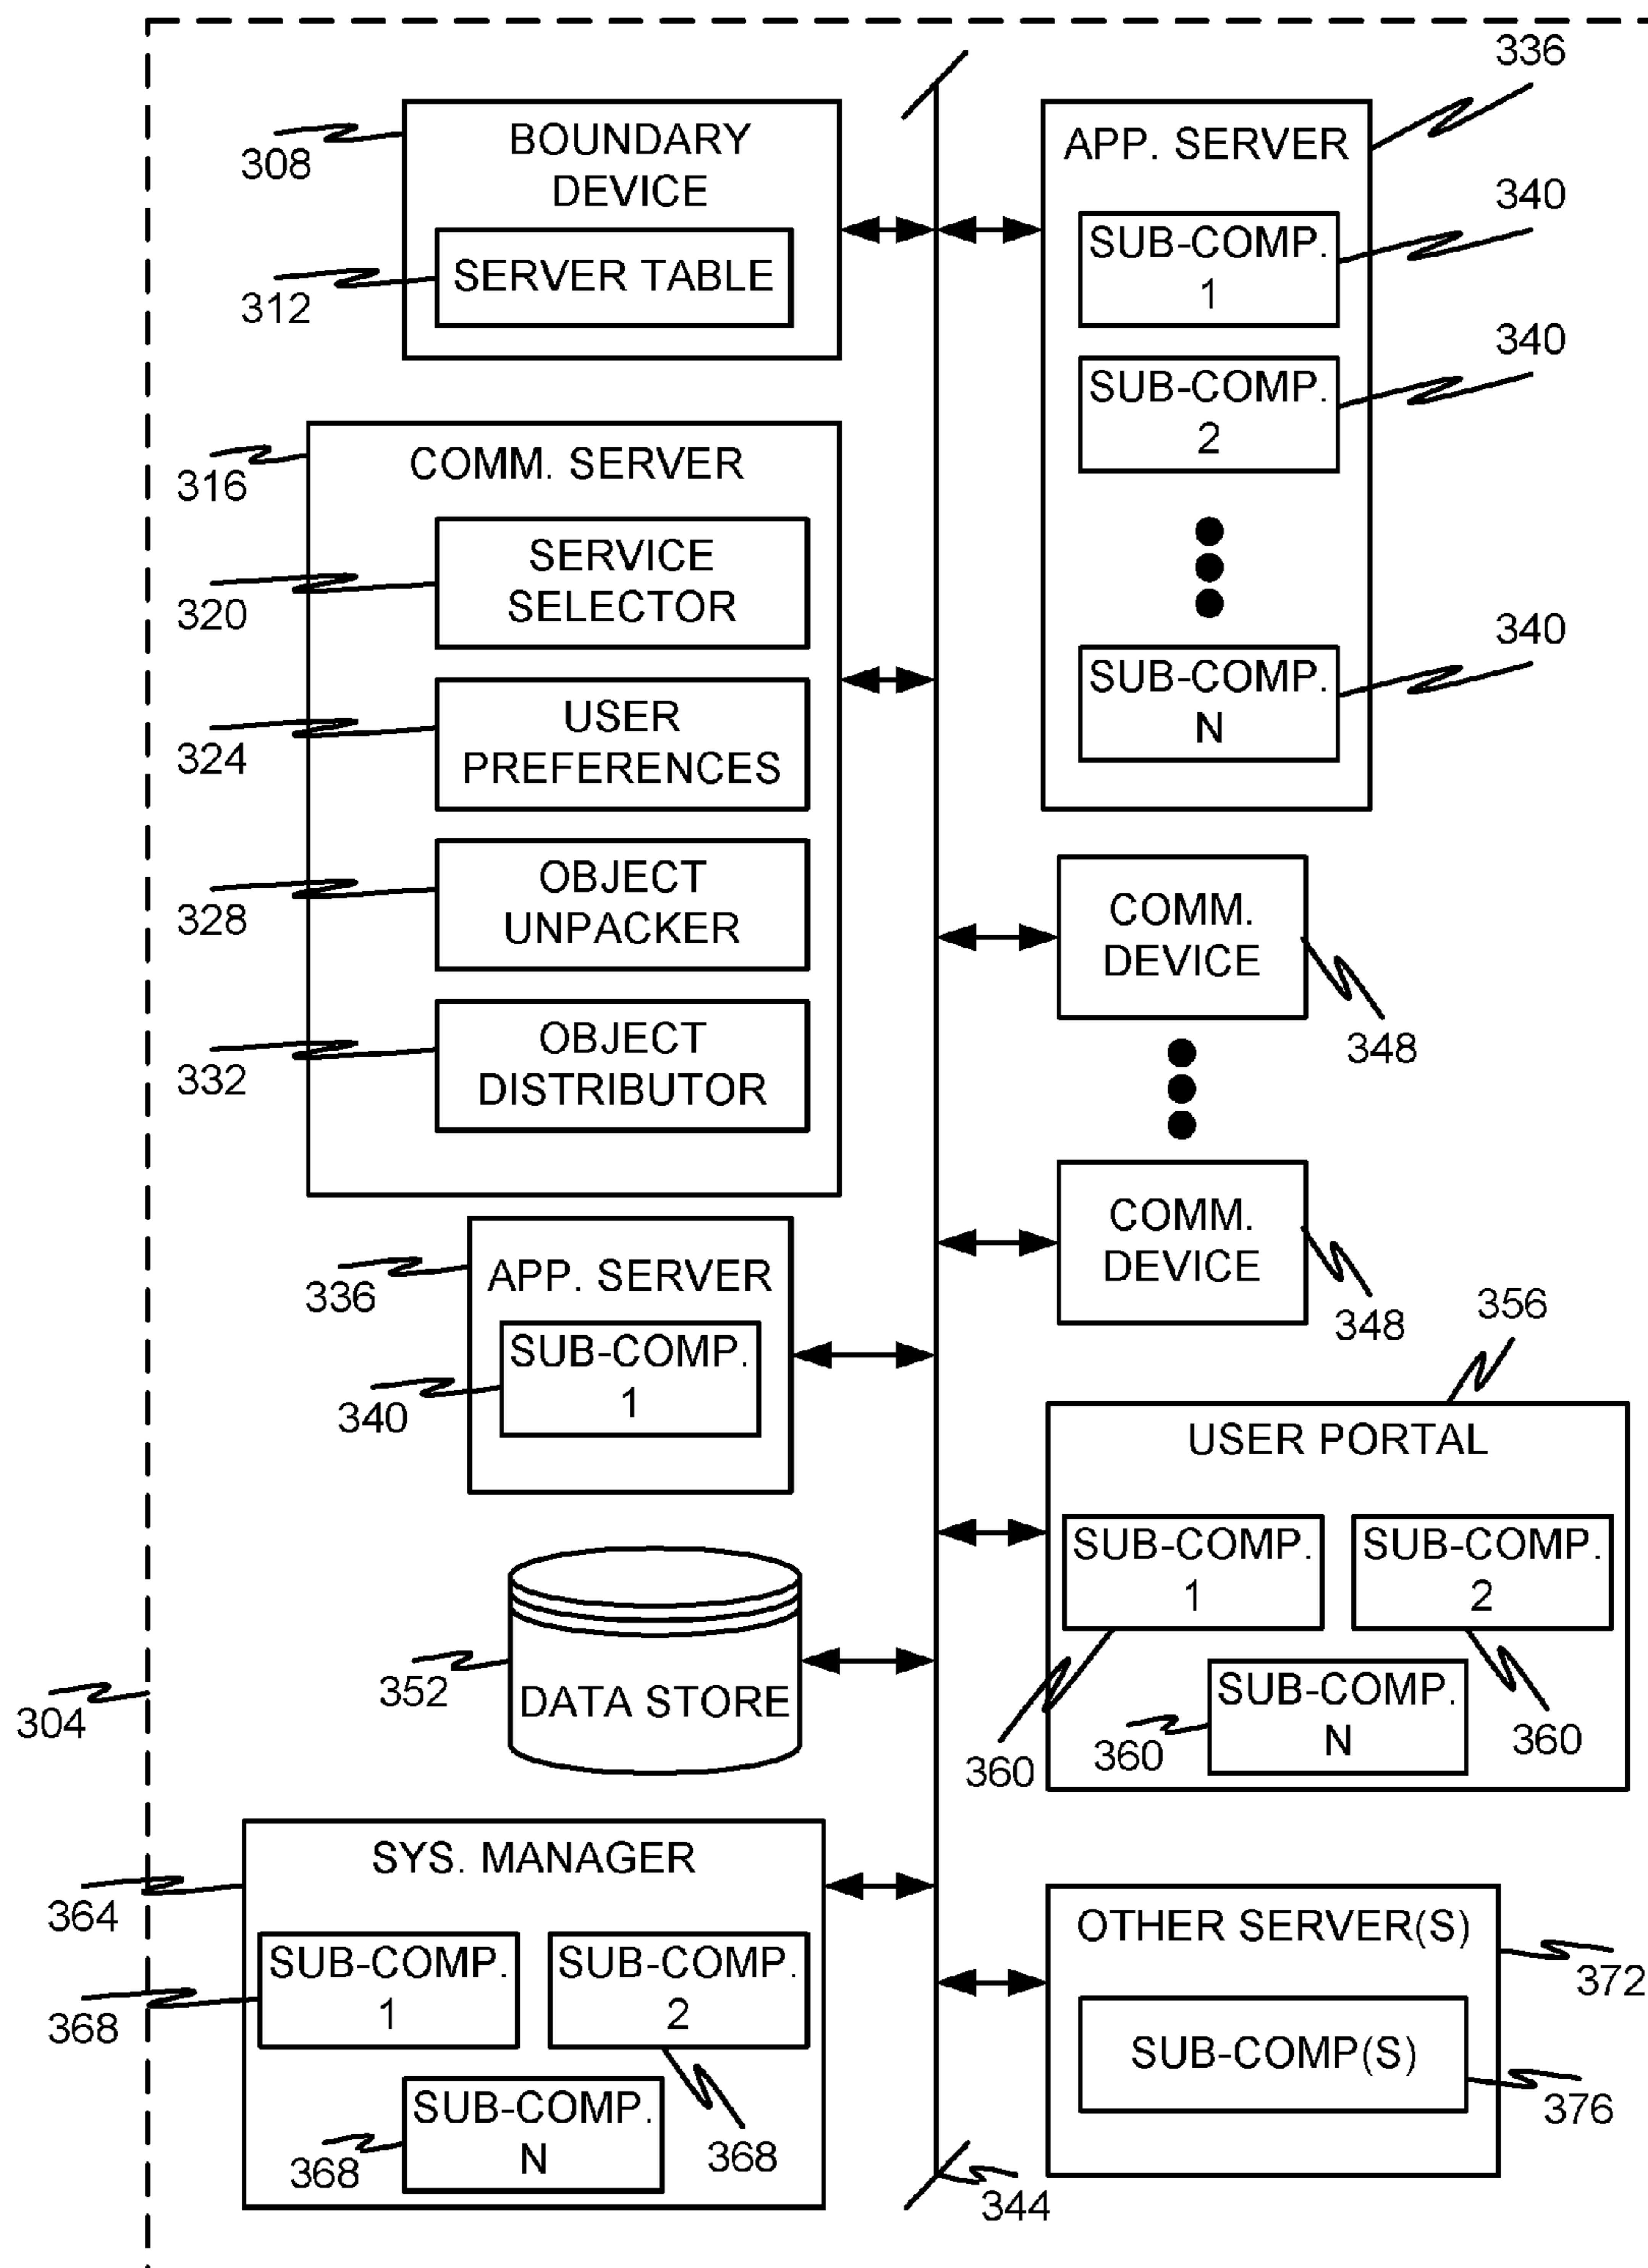 308
BOUNDARY
DEVICE
312
SERVER TABLE
316
COMM. SERVER
320
SERVICE
SELECTOR
324
USER
PREFERENCES
328
OBJECT
UNPACKER
332
OBJECT
DISTRIBUTOR
336
APP. SERVER
340
SUB-COMP.
1
352
DATA STORE
304
364
SYS. MANAGER
368
SUB-COMP.
1
SUB-COMP.
2
368
SUB-COMP.
N
368
336
APP. SERVER
340
SUB-COMP.
1
340
SUB-COMP.
2
340
SUB-COMP.
N
COMM.
DEVICE
348
COMM.
DEVICE
348
356
USER PORTAL
SUB-COMP.
1
SUB-COMP.
2
360
360
SUB-COMP.
N
360
OTHER SERVER(S)
372
SUB-COMP(S)
376
344